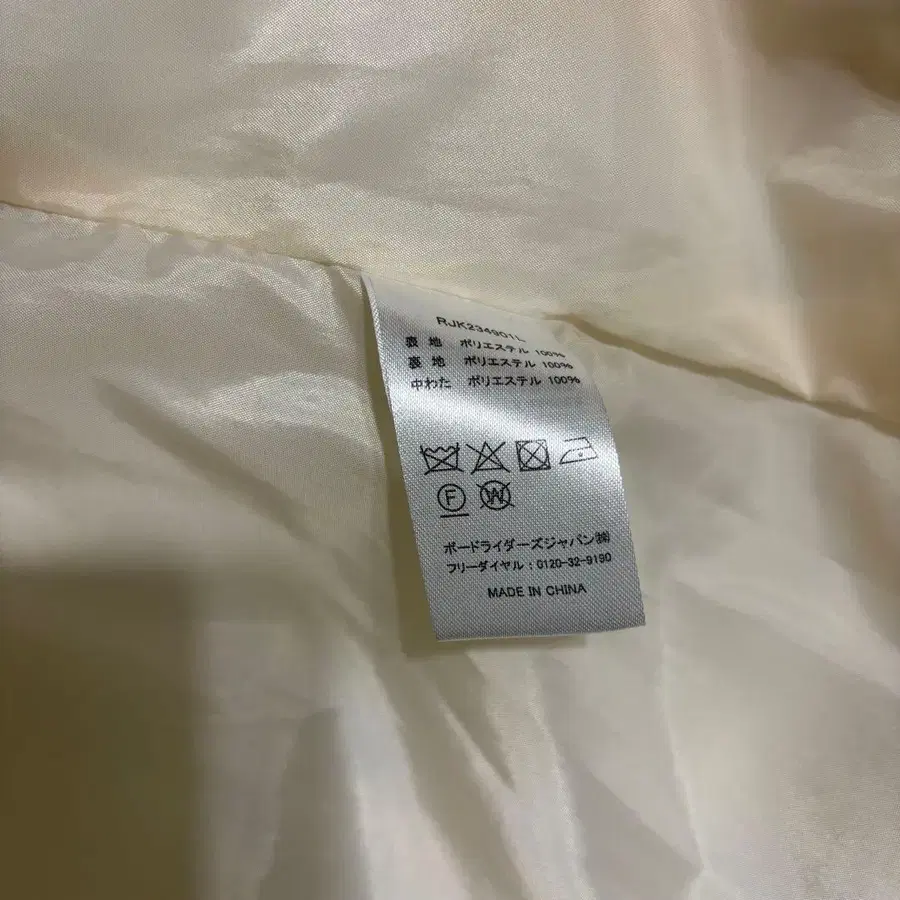 RJK234901L
表 地 ポリエステル 100%
裏 地 ポリエステル 100%
中わた ポリエステル 100%
F
W
ボードライダーズジャパン㈱
フリーダイヤル：0120-32-9190
MADE IN CHINA